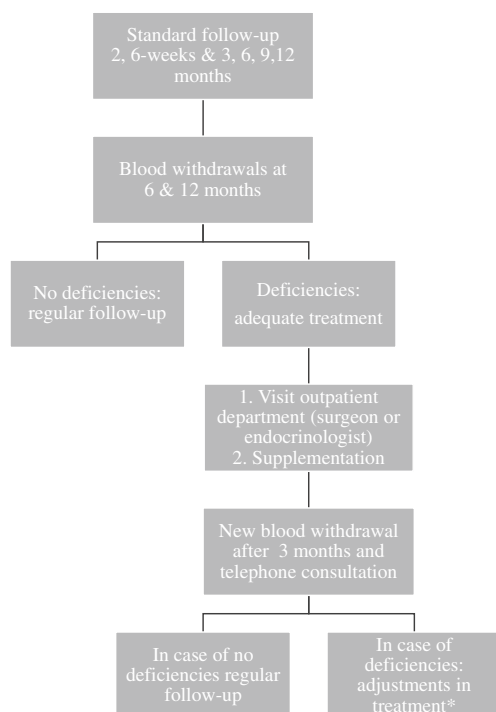 Standard follow-up
2, 6-weeks & 3, 6, 9,12
months
Blood withdrawals at
6 & 12 months
No deficiencies:
regular follow-up
Deficiencies:
adequate treatment
1. Visit outpatient
department (surgeon or
endocrinologist)
2. Supplementation
New blood withdrawal
after 3 months and
telephone consultation
In case of no
deficiencies regular
follow-up
In case of
deficiencies:
adjustments in
treatment*